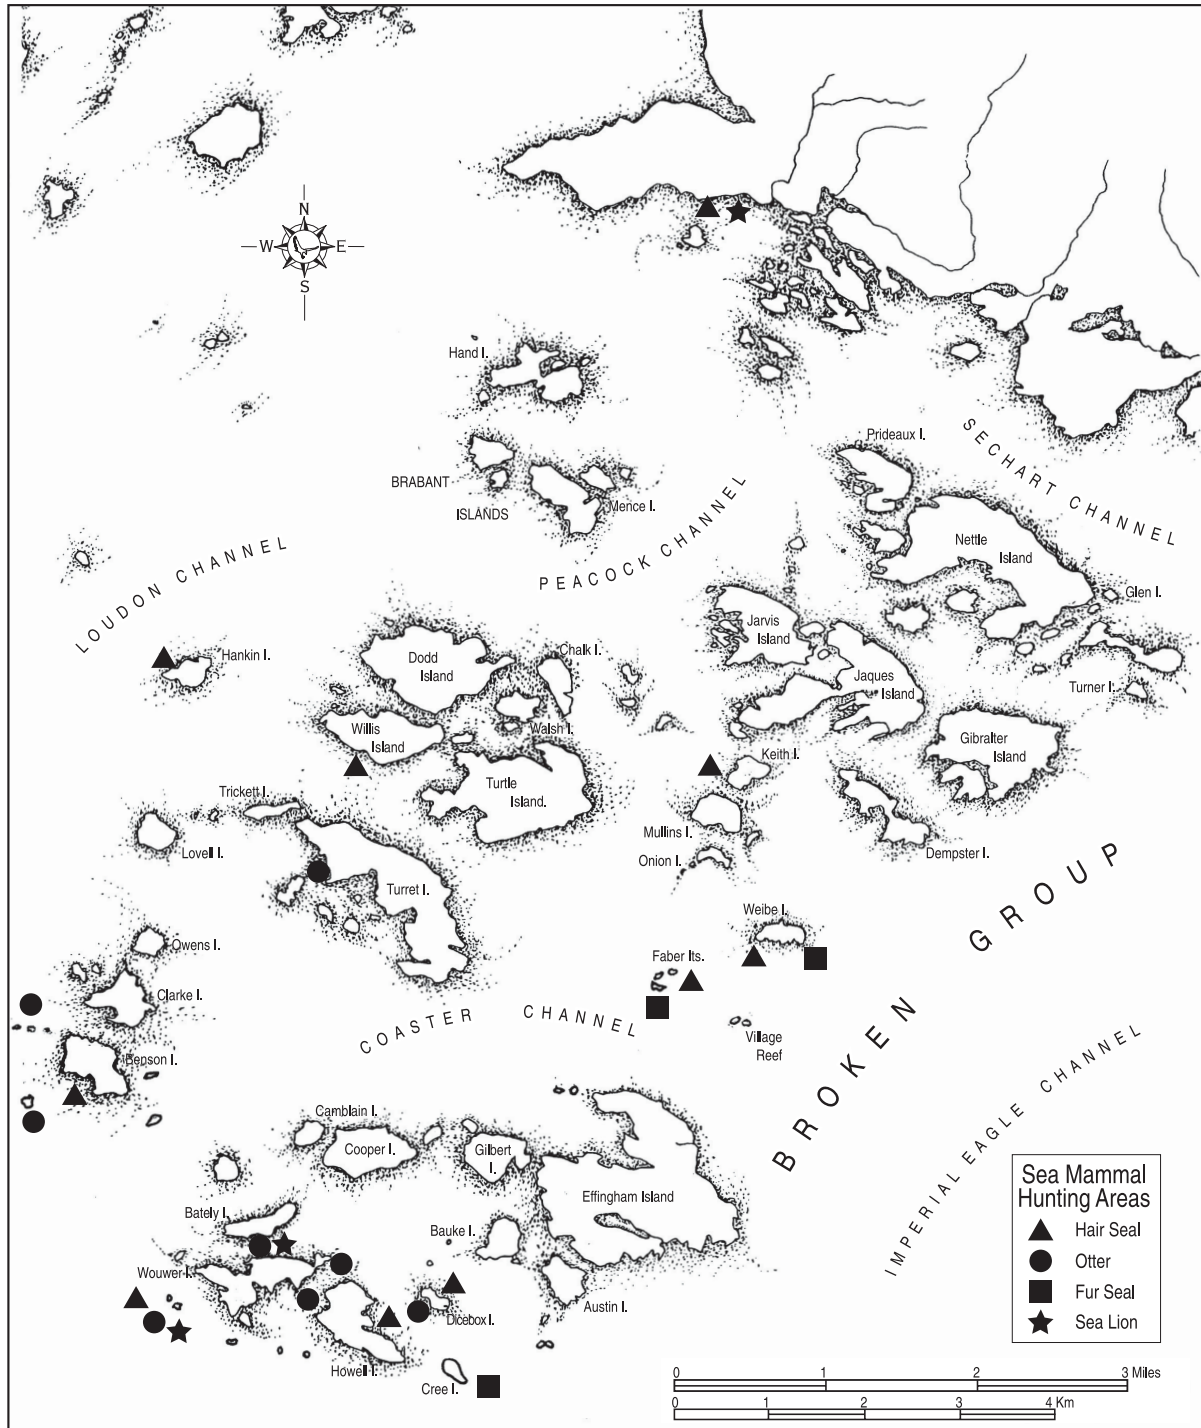 N
W E
S
Hand I.
Prideaux I.
SECHART CHANNEL
BRABANT
ISLANDS
Mence I.
PEACOCK CHANNEL
LOUDON CHANNEL
Nettle
Island
Glen I.
Hankin I.
Dodd
Island
Chalk I.
Jarvis
Island
Jaques
Island
Turner I.
Willis
Island
Walsh I.
Gibralter
Island
Keith I.
Trickett I.
Turtle
Island.
Lovell I.
Mullins I.
Onion I.
Dempster I.
Turret I.
Weibe I.
Owens I.
Faber Its.
Clarke I.
COASTER CHANNEL
Village
Reef
Benson I.
BROKEN GROUP
IMPERIAL EAGLE CHANNEL
Camblain I.
Cooper I.
Gilbert
I.
Effingham Island
Bately I.
Bauke I.
Wouwer I.
Austin I.
Dicebox I.
Howell I.
Cree I.
Sea Mammal
Hunting Areas
Hair Seal
Otter
Fur Seal
Sea Lion
0 1 2 3 Miles
0 1 2 3 4 Km